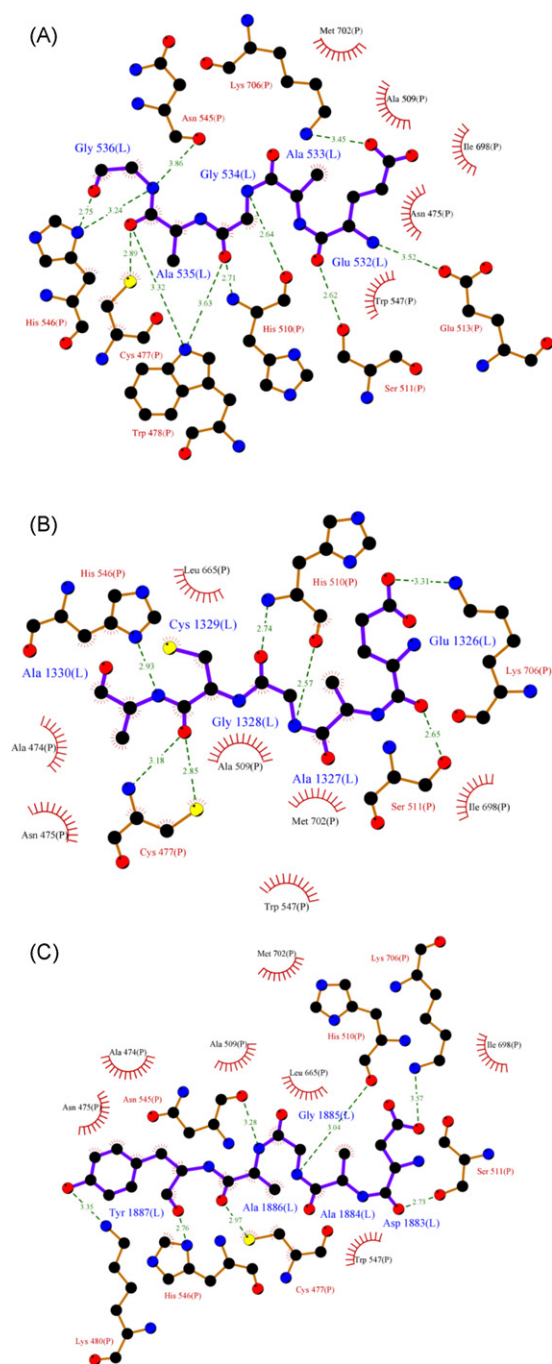 (A)
Met 702(P)
Lys 706(P)
Ala 509(P)
Asn 545(P)
Ile 698(P)
Gly 536(L)
3.45
3.86
Ala 533(L)
Gly 534(L)
Asn 475(P)
2.75
3.24
2.64
2.89
Glu 532(L)
3.52
Ala 535(L)
3.32
3.63
2.71
Trp 547(P)
2.62
Glu 513(P)
His 546(P)
Cys 477(P)
His 510(P)
Ser 511(P)
Trp 478(P)
(B)
His 546(P)
Leu 665(P)
His 510(P)
3.31
Cys 1329(L)
2.74
Glu 1326(L)
Ala 1330(L)
2.93
2.57
Lys 706(P)
Gly 1328(L)
2.65
Ala 474(P)
3.18
Ala 509(P)
2.85
Ala 1327(L)
Ser 511(P)
Ile 698(P)
Met 702(P)
Asn 475(P)
Cys 477(P)
Trp 547(P)
(C)
Met 702(P)
Lys 706(P)
Ala 509(P)
His 510(P)
Ile 698(P)
Ala 474(P)
Leu 665(P)
Asn 475(P)
Asn 545(P)
3.37
Gly 1885(L)
3.28
3.04
Ser 511(P)
Tyr 1887(L)
Ala 1886(L)
Ala 1884(L)
Asp 1883(L)
2.73
3.35
2.76
2.97
Trp 547(P)
His 546(P)
Cys 477(P)
Lys 480(P)